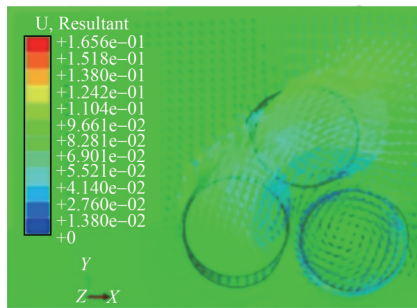 U, Resultant
+1.656e−01
+1.518e−01
+1.380e−01
+1.242e−01
+1.104e−01
+9.661e−02
+8.281e−02
+6.901e−02
+5.521e−02
+4.140e−02
+2.760e−02
+1.380e−02
+0
Y
Z X